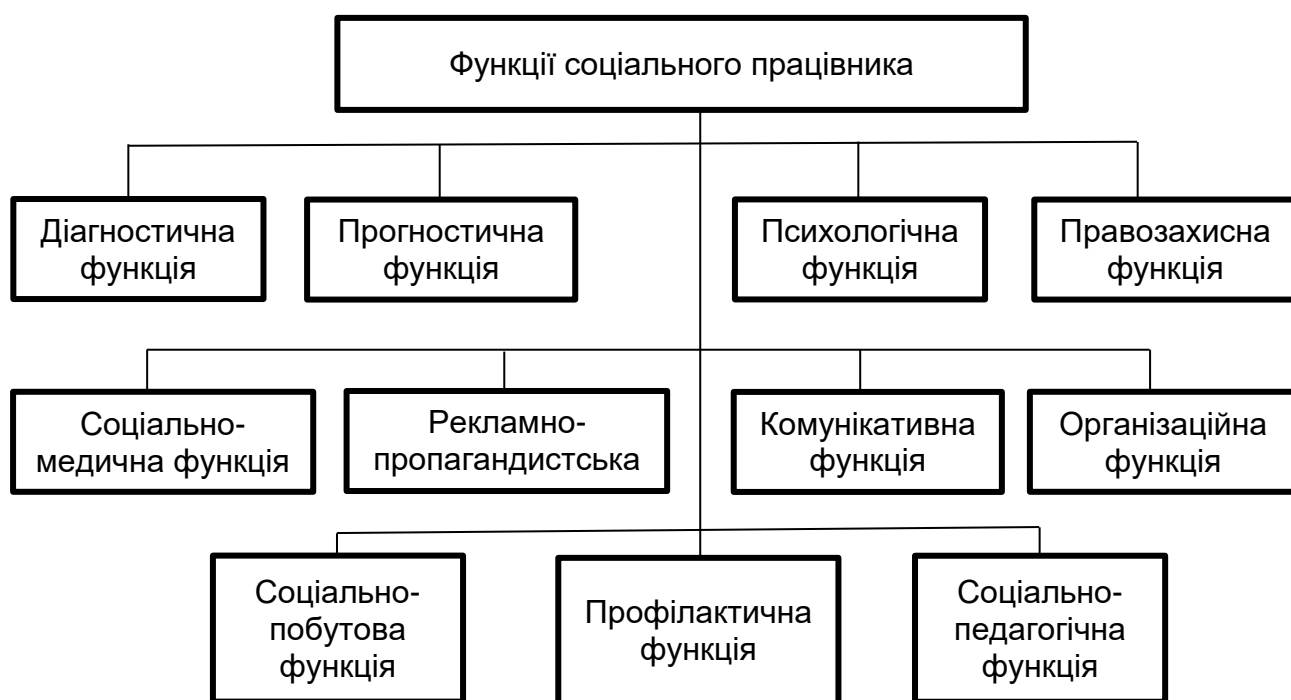 Функції соціального працівника
Діагностична
функція
Прогностична
функція
Психологічна
функція
Правозахисна
функція
Соціально-
медична функція
Рекламно-
пропагандистська
Комунікативна
функція
Організаційна
функція
Соціально-
побутова
функція
Профілактична
функція
Соціально-
педагогічна
функція